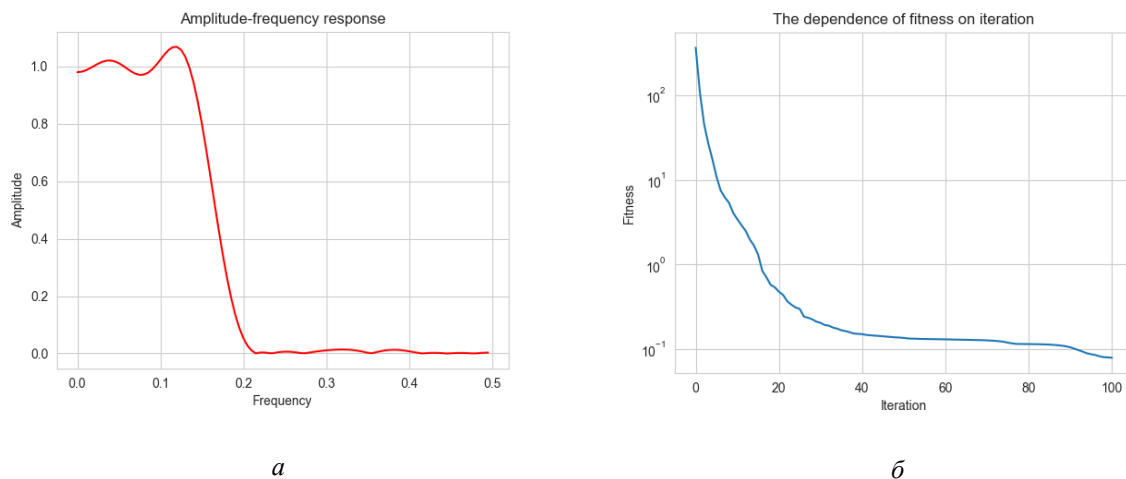 Amplitude-frequency response
Amplitude
1.0
0.8
0.6
0.4
0.2
0.0
0.0 0.1 0.2 0.3 0.4 0.5
Frequency
а
The dependence of fitness on iteration
Fitness
10²
10¹
10⁰
10⁻¹
0 20 40 60 80 100
Iteration
б